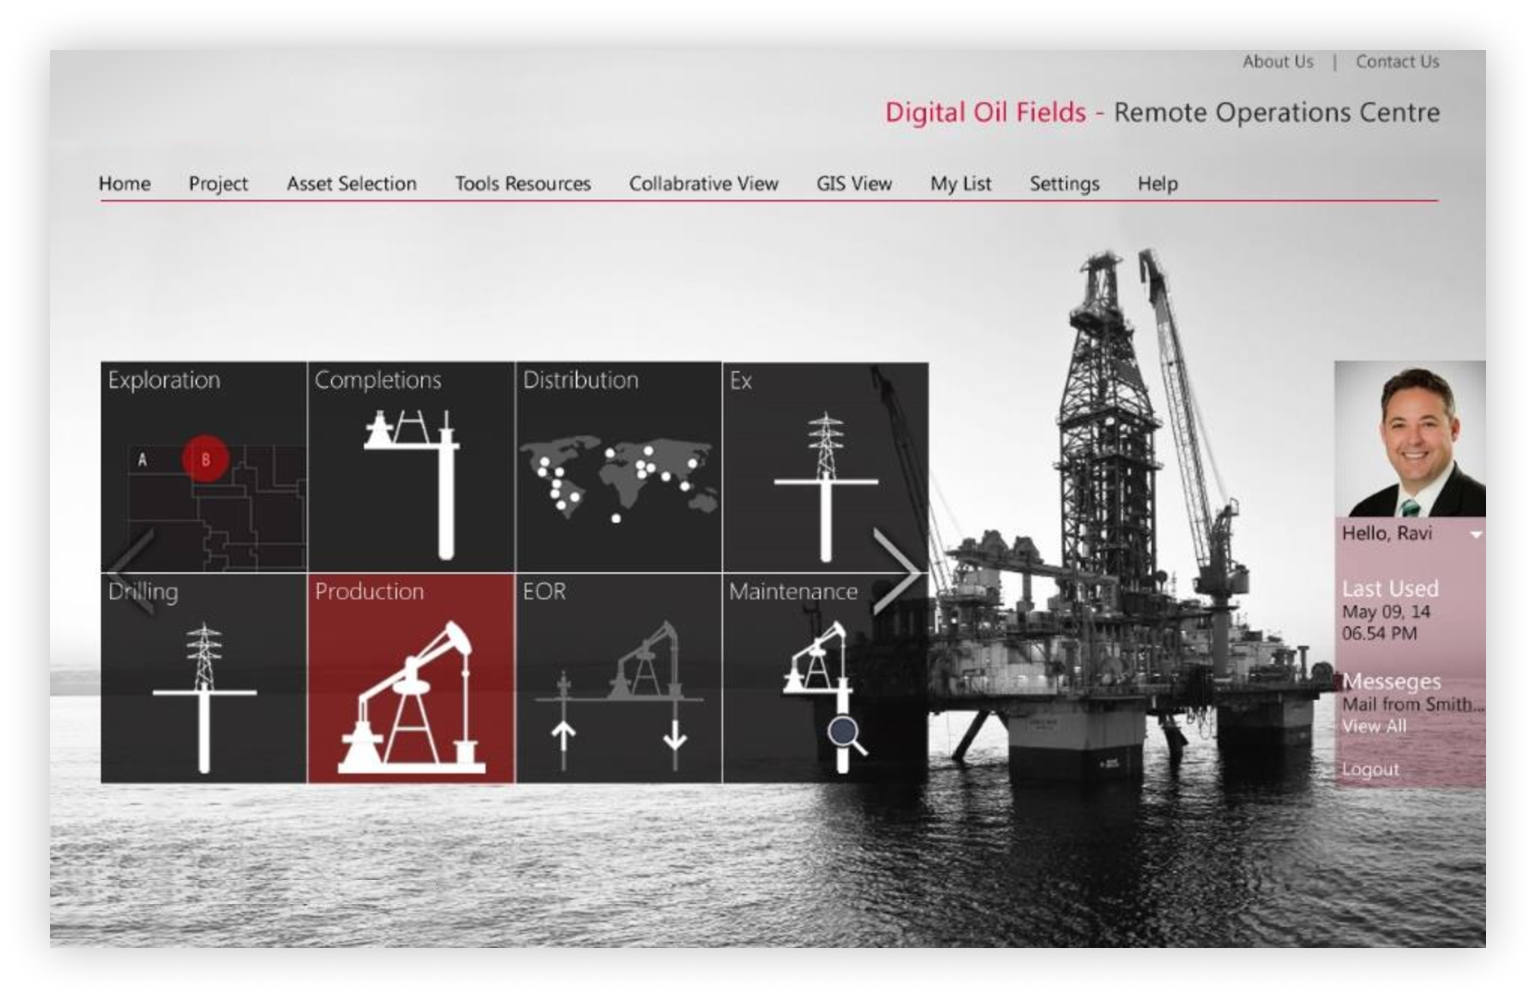 About Us | Contact Us
Digital Oil Fields - Remote Operations Centre
Home Project Asset Selection Tools Resources Collabrative View GIS View My List Settings Help
Exploration Completions Distribution Ex
A B
Drilling Production EOR Maintenance
Hello, Ravi
Last Used
May 09, 14
06.54 PM
Messeges
Mail from Smith...
View All
Logout